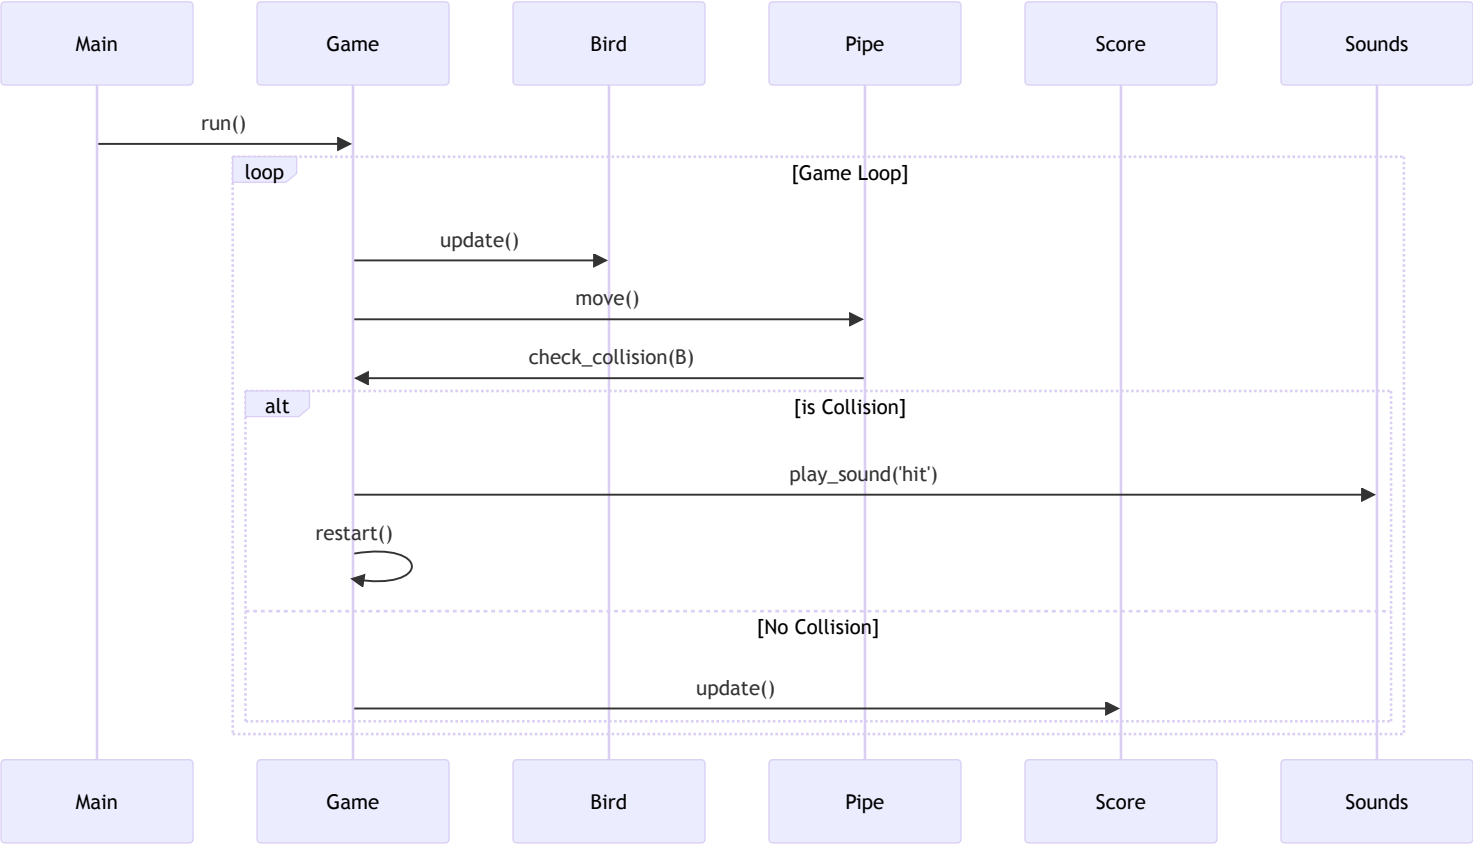 Main
Game
Bird
Pipe
Score
Sounds
run()
loop
[Game Loop]
update()
move()
check_collision(B)
alt
[is Collision]
play_sound('hit')
restart()
[No Collision]
update()
Main
Game
Bird
Pipe
Score
Sounds